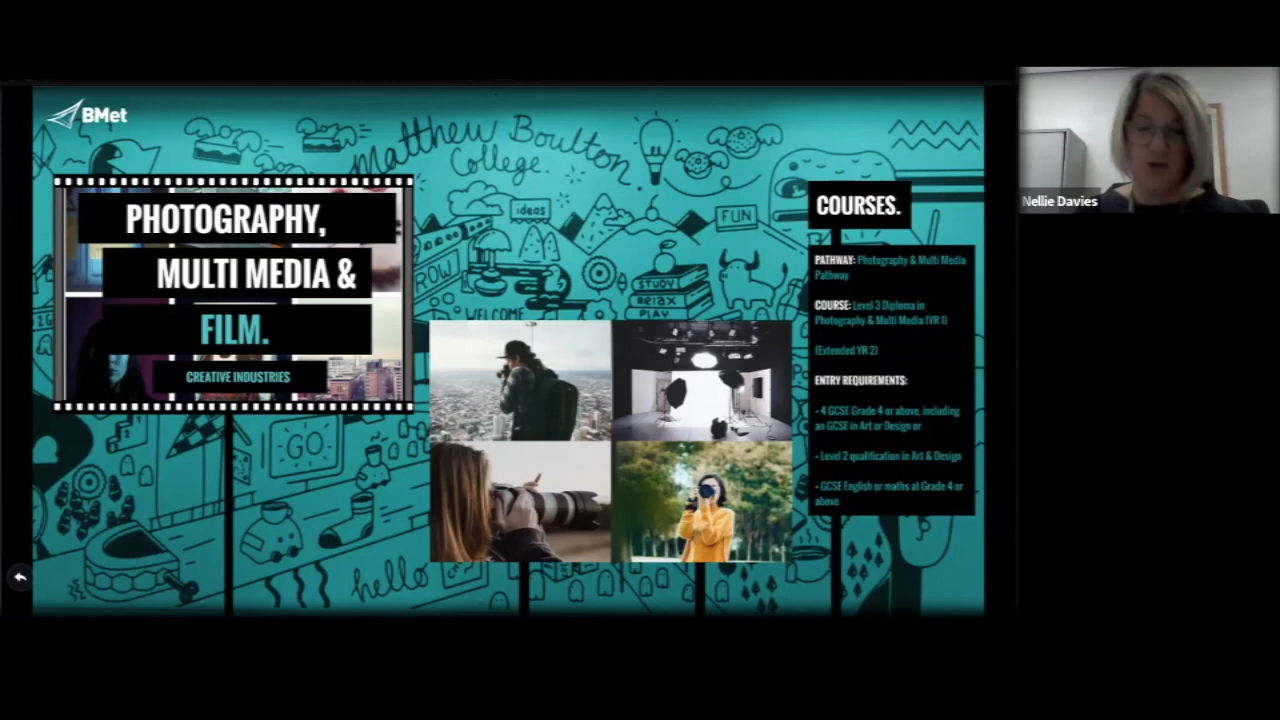 BMet
Matthew Boulton
College.
ideas
FUN
STUDY
RELAX
PLAY
WELCOME
GO
hello
PHOTOGRAPHY,
MULTI MEDIA &
FILM.
CREATIVE INDUSTRIES
COURSES.
PATHWAY: Photography & Multi Media
Pathway
COURSE: Level 3 Diploma in
Photography & Multi Media (YR 1)
(Extended YR 2)
ENTRY REQUIREMENTS:
• 4 GCSE Grade 4 or above, including
an GCSE in Art or Design or
• Level 2 qualification in Art & Design
• GCSE English or maths at Grade 4 or
above
Nellie Davies